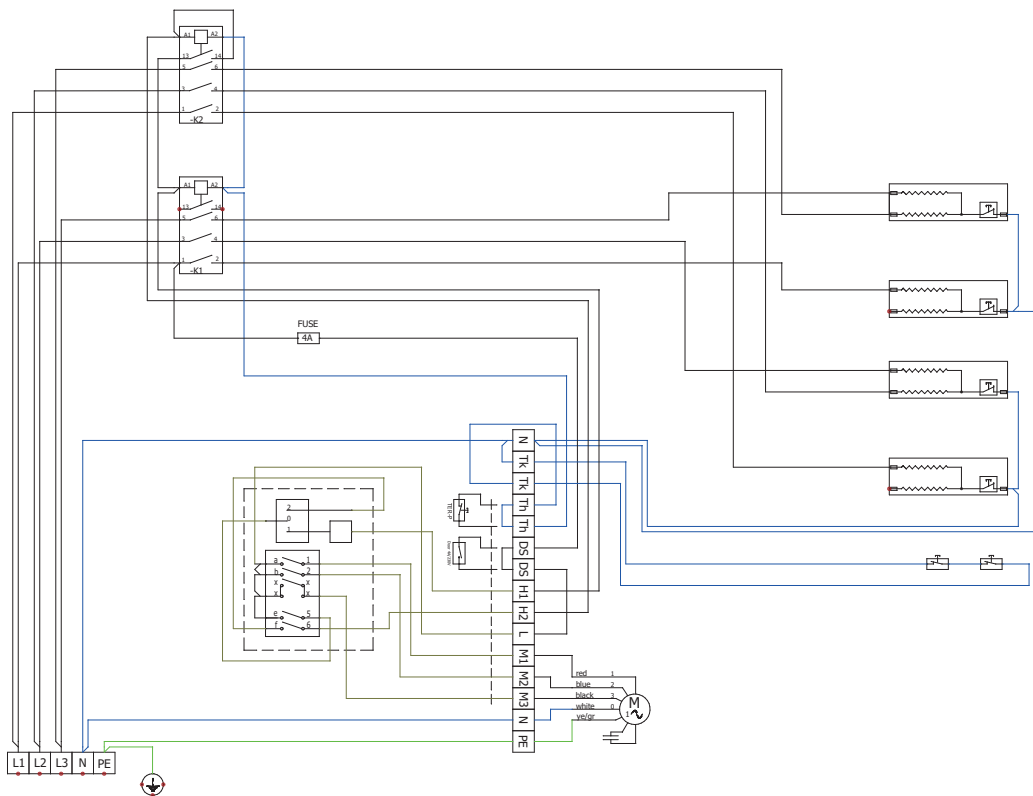 A1 A2
13 14
5 6
3 4
1 2
-K2
A1 A2
13 14
5 6
3 4
1 2
-K1
FUSE
4A
N
Tk
Tk
Th
Th
DS
DS
H1
H2
L
M1
M2
M3
N
PE
TER-P
2
0
1
a 1
b 2
x x
x x
e 5
f 6
red 1
blue 2
black 3
white 0
ye/gr
M
1
L1 L2 L3 N PE